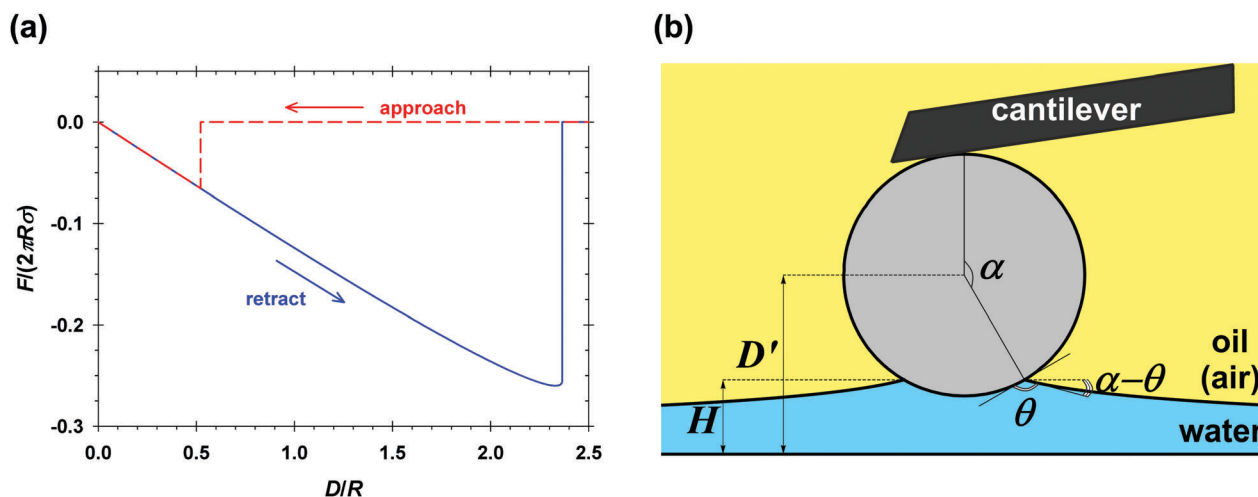 (a)
0.0
-0.1
-0.2
-0.3
F/(2πRσ)
approach
retract
0.0 0.5 1.0 1.5 2.0 2.5
D/R
(b)
cantilever
α
D'
H
θ
α−θ
oil
(air)
water